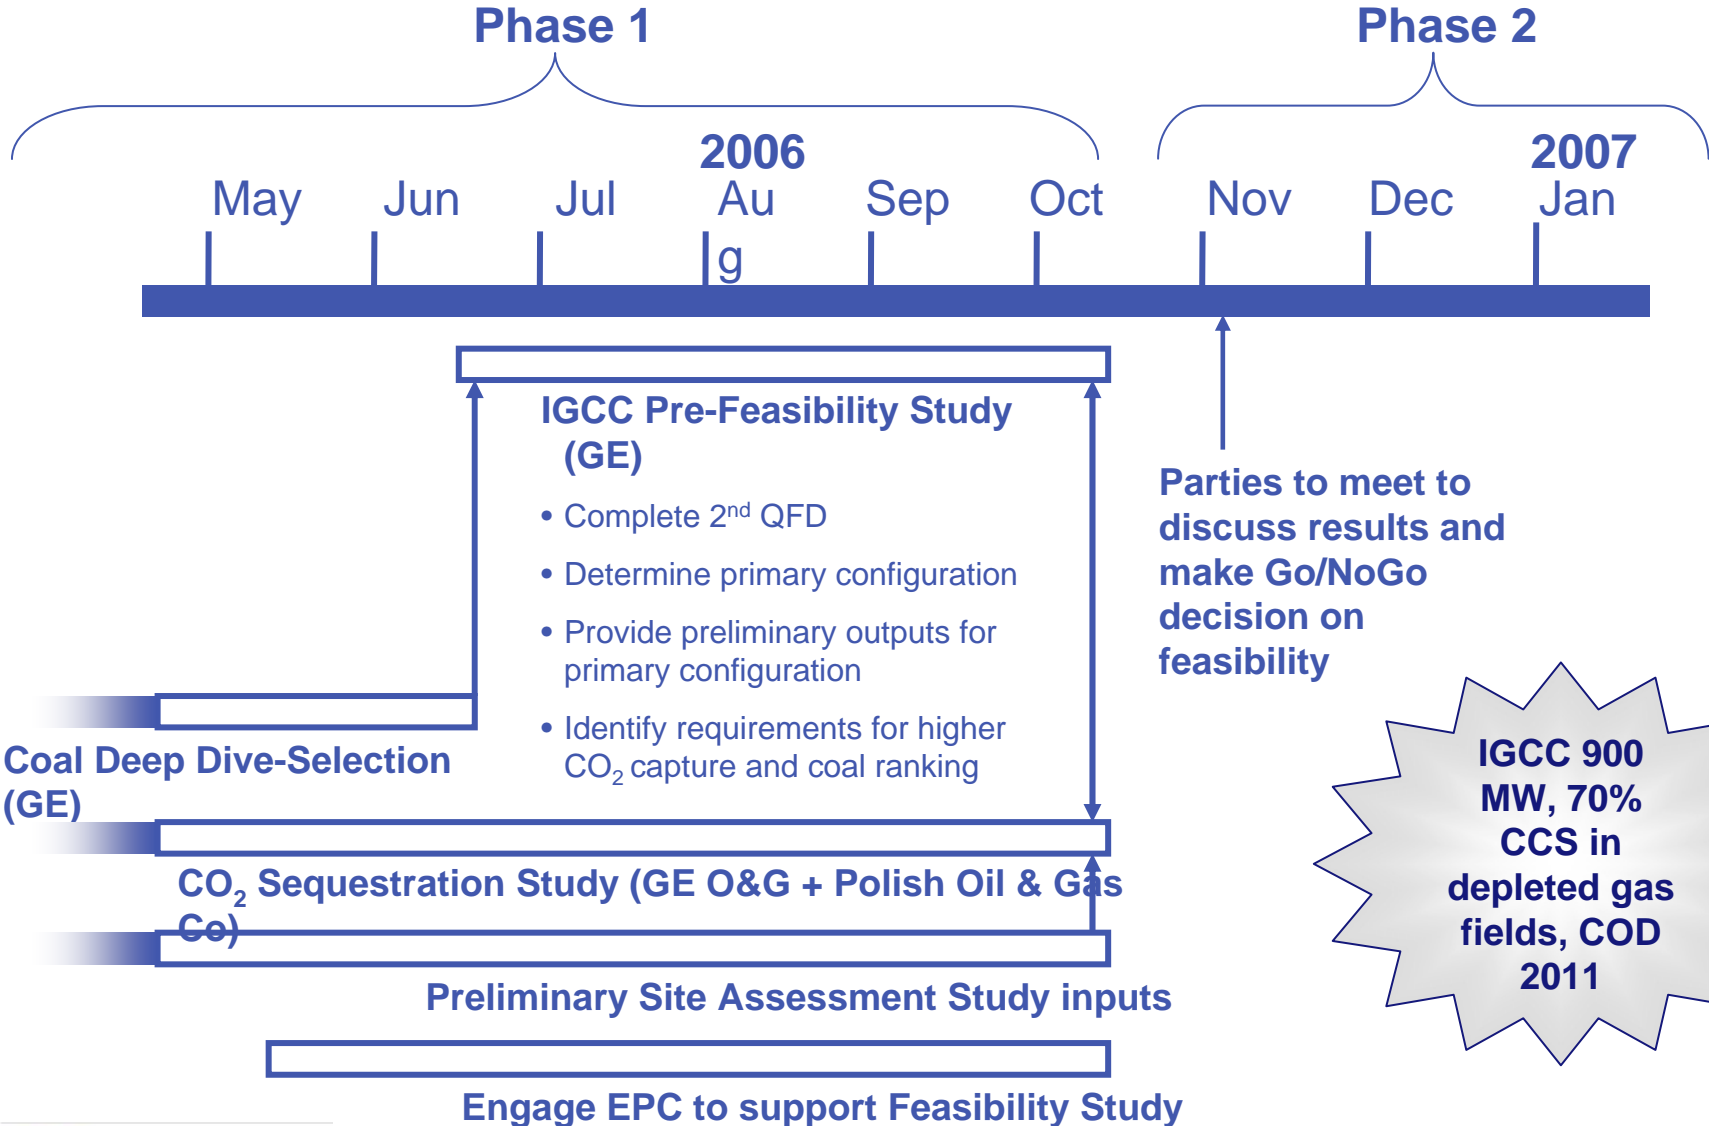 Phase 1
Phase 2
2006
2007
May Jun Jul Au Sep Oct Nov Dec Jan
g
IGCC Pre-Feasibility Study
(GE)
• Complete 2nd QFD
• Determine primary configuration
• Provide preliminary outputs for
primary configuration
• Identify requirements for higher
CO2 capture and coal ranking
Parties to meet to
discuss results and
make Go/NoGo
decision on
feasibility
Coal Deep Dive-Selection
(GE)
CO2 Sequestration Study (GE O&G + Polish Oil & Gas
Co)
Preliminary Site Assessment Study inputs
Engage EPC to support Feasibility Study
IGCC 900
MW, 70%
CCS in
depleted gas
fields, COD
2011